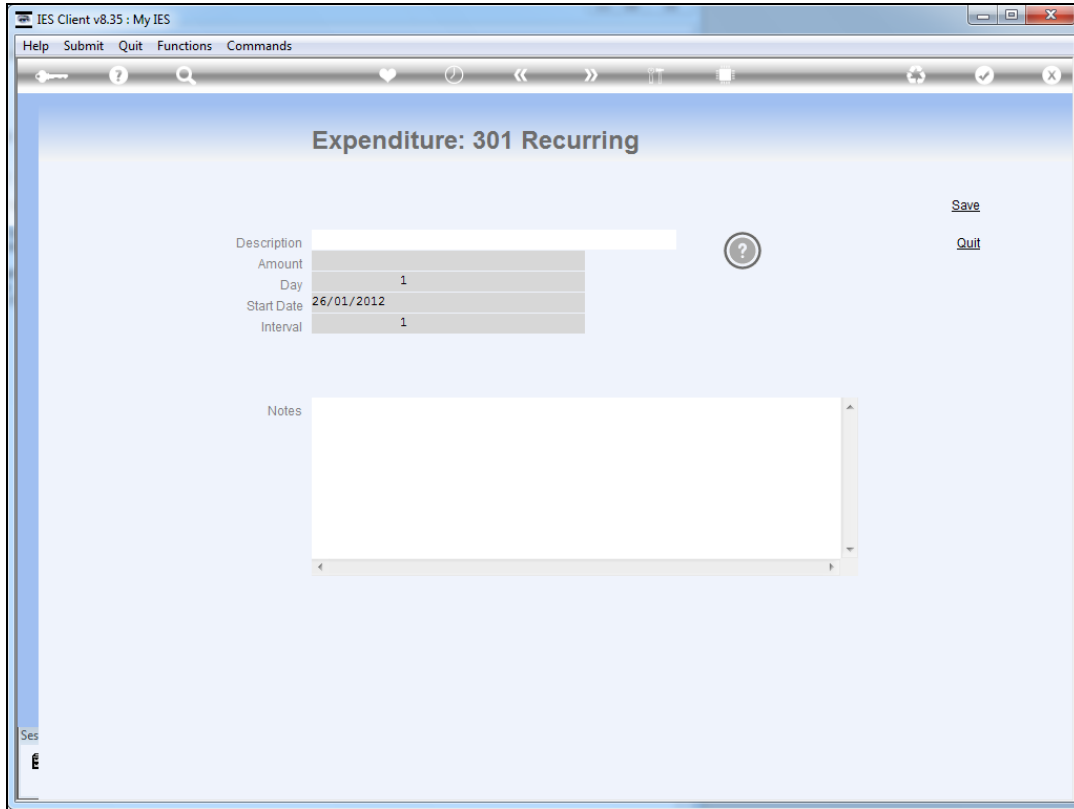 IES Client v8.35 : My IES
Help Submit Quit Functions Commands
Expenditure: 301 Recurring
Save
Description
Quit
Amount
Day 1
Start Date 26/01/2012
Interval 1
Notes
Ses